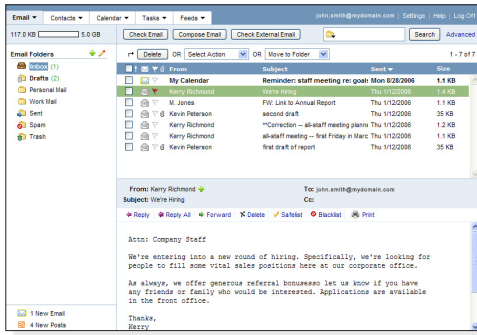 Email Contacts Calendar Tasks Feeds john.smith@mydomain.com | Settings | Help | Log Off
117.0 KB 5.0 GB Check Email Compose Email Check External Email Search Advanced
Email Folders
Inbox (1)
Drafts (2)
Personal Mail
Work Mail
Sent
Spam
Trash
Delete OR Select Action OR Move to Folder 1 - 7 of 7
From Subject Sent Size
My Calendar Reminder: staff meeting re: goals Mon 8/28/2006 1.1 KB
Kerry Richmond We're Hiring Thu 1/12/2006 1.4 KB
M. Jones FW: Link to Annual Report Thu 1/12/2006 1.1 KB
Kevin Peterson second draft Thu 1/12/2006 35 KB
Kerry Richmond **Correction -- all-staff meeting planne Thu 1/12/2006 1.2 KB
Kerry Richmond all-staff meeting -- first Friday in Marc Thu 1/12/2006 1.1 KB
Kevin Peterson first draft of report Thu 1/12/2006 35 KB
From: Kerry Richmond To: john.smith@mydomain.com
Subject: We're Hiring Cc:
Reply Reply All Forward Delete Safelist Blacklist Print
Attn: Company Staff
We're entering into a new round of hiring. Specifically, we're looking for
people to fill some vital sales positions here at our corporate office.
As always, we offer generous referral bonusesso let us know if you have
any friends or family who would be interested. Applications are available
in the front office.
Thanks,
Kerry
1 New Email
4 New Posts